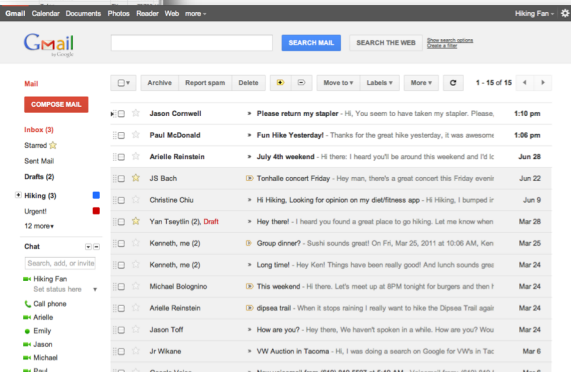 Gmail Calendar Documents Photos Reader Web more Hiking Fan
Gmail by Google SEARCH MAIL SEARCH THE WEB Show search options
Create a filter
Mail Archive Report spam Delete Move to Labels More 1 - 15 of 15
COMPOSE MAIL
Inbox (3)
Starred
Sent Mail
Drafts (2)
Hiking (3)
Urgent!
12 more
Chat
Search, add, or invite
Hiking Fan
Set status here
Call phone
Arielle
Emily
Jason
Michael
Paul
Jason Cornwell » Please return my stapler - Hi, You seem to have taken my stapler. Please, 1:10 pm
Paul McDonald » Fun Hike Yesterday! - Thanks for the great hike yesterday, it was awesome 1:06 pm
Arielle Reinstein » July 4th weekend - Hi there: I heard you'll be around this weekend and I'd Jun 28
JS Bach Tonhalle concert Friday - Hey man, there's a great concert this Friday Jun 22
Christine Chiu » Hi Hiking, Looking for opinion on my diet/fitness app - Hi Hiking, I bumped Jun 9
Yan Tseytlin (2), Draft » Hey there! - I heard you found a great place to go hiking. Let me know when Mar 28
Kenneth, me (2) Group dinner? - Sushi sounds great! On Fri, Mar 25, 2011 at 10:06 AM, Ken Mar 25
Kenneth, me (2) » Long time! - Hey Ken! Things have been really good! And lunch sounds Mar 24
Michael Bolognino » This weekend - Hi there. Let's meet up at 8PM tonight for burgers and then Mar 24
Arielle Reinstein dipsea trail - When it stops raining I really want to hike the Dipsea Trail Mar 24
Jason Toff » How are you? - Hey there, We haven't spoken in a while. How are you? Mar 24
Jr Wikane » VW Auction in Tacoma - Hi, I was doing a search on Google for VW's in Mar 6